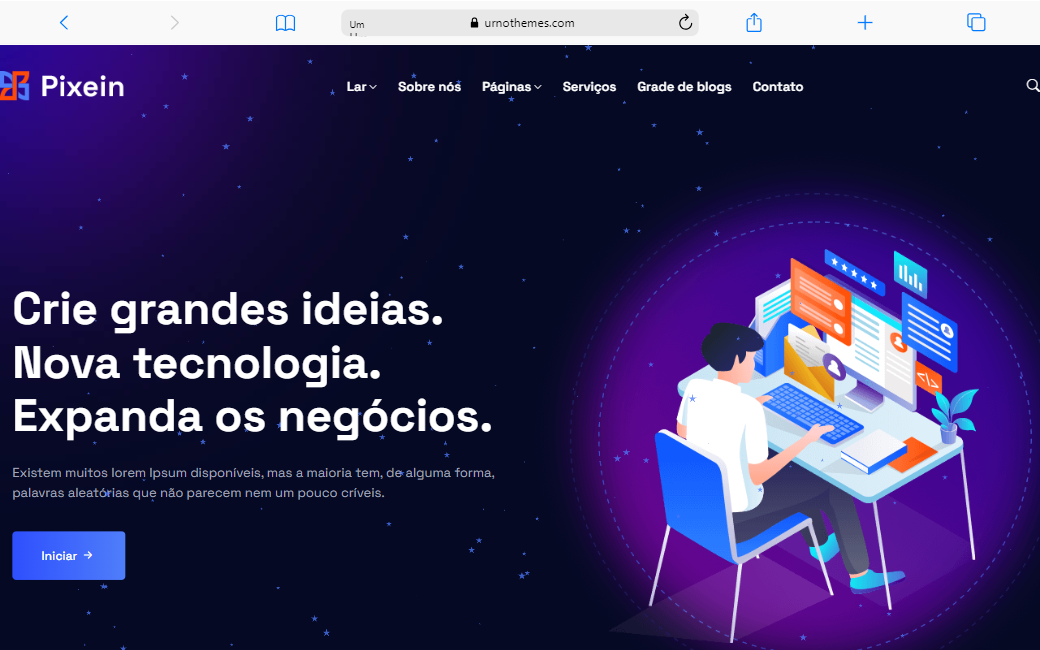 Um
urnothemes.com
Pixein
Lar
Sobre nós
Páginas
Serviços
Grade de blogs
Contato
Crie grandes ideias.
Nova tecnologia.
Expanda os negócios.
Existem muitos lorem Ipsum disponíveis, mas a maioria tem, de alguma forma,
palavras aleatórias que não parecem nem um pouco críveis.
Iniciar →